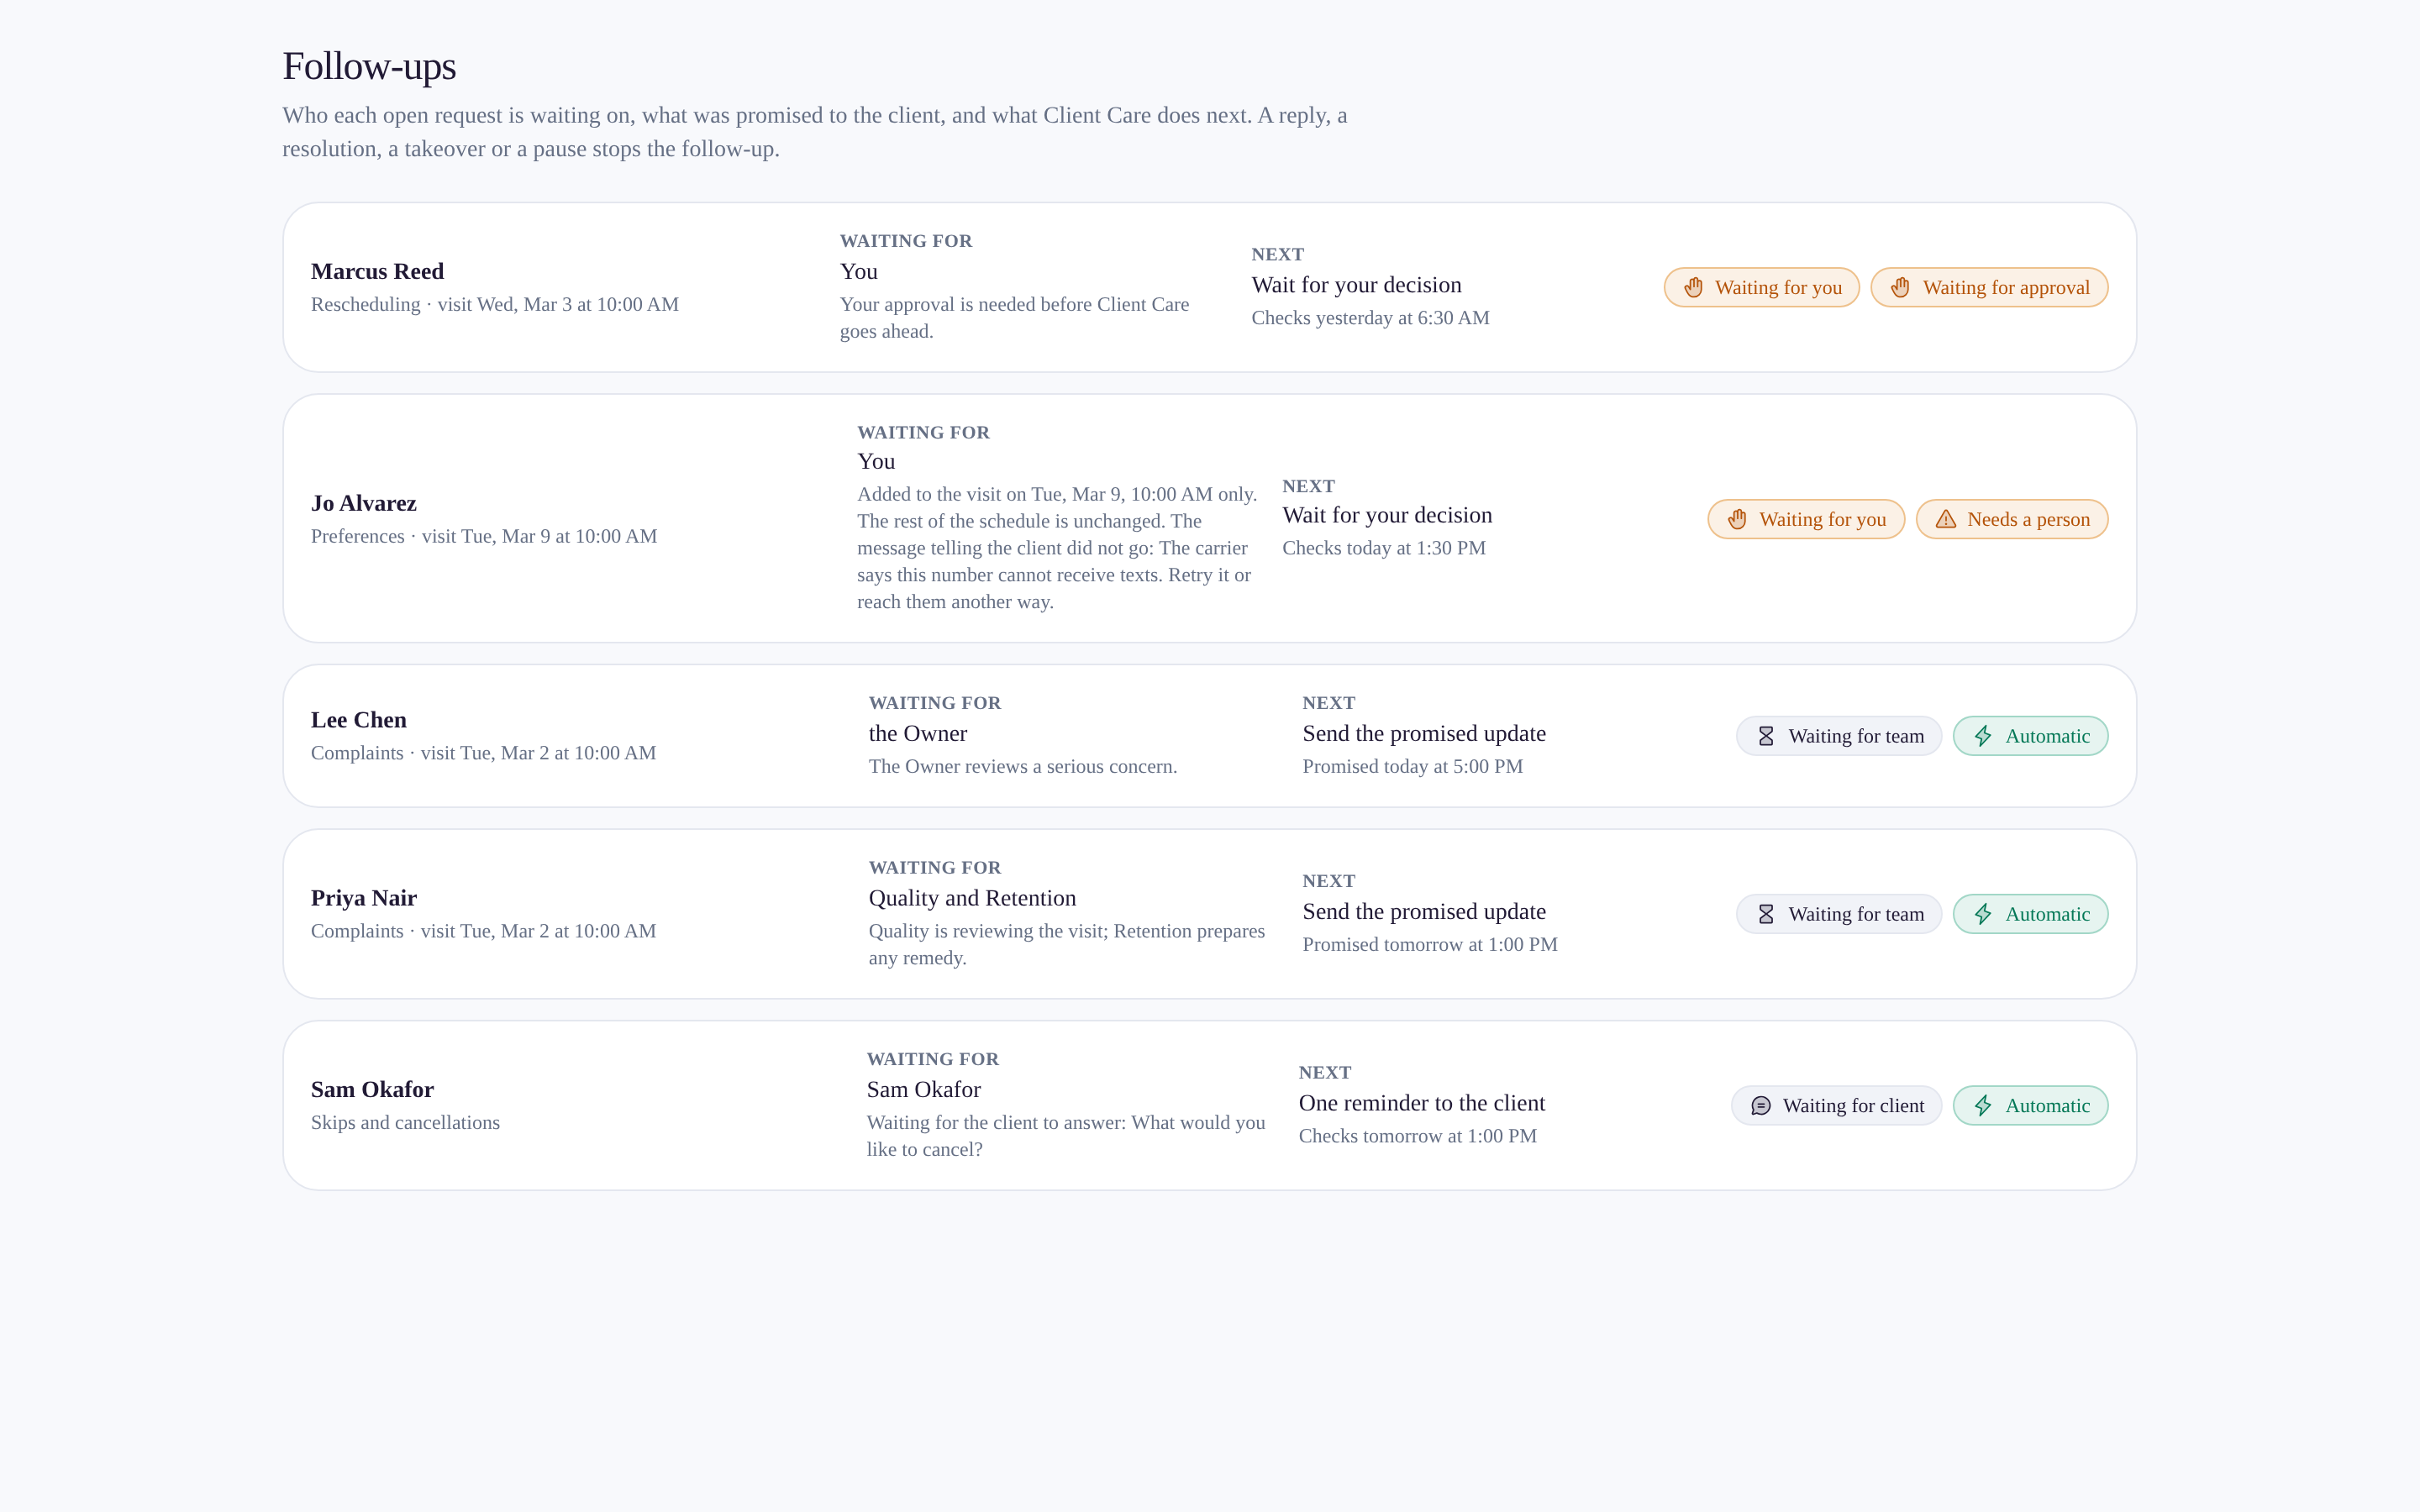 Follow-ups
Who each open request is waiting on, what was promised to the client, and what Client Care does next. A reply, a
resolution, a takeover or a pause stops the follow-up.
Marcus Reed
Rescheduling · visit Wed, Mar 3 at 10:00 AM
WAITING FOR
You
Your approval is needed before Client Care
goes ahead.
NEXT
Wait for your decision
Checks yesterday at 6:30 AM
Waiting for you
Waiting for approval
Jo Alvarez
Preferences · visit Tue, Mar 9 at 10:00 AM
WAITING FOR
You
Added to the visit on Tue, Mar 9, 10:00 AM only.
The rest of the schedule is unchanged. The
message telling the client did not go: The carrier
says this number cannot receive texts. Retry it or
reach them another way.
NEXT
Wait for your decision
Checks today at 1:30 PM
Waiting for you
Needs a person
Lee Chen
Complaints · visit Tue, Mar 2 at 10:00 AM
WAITING FOR
the Owner
The Owner reviews a serious concern.
NEXT
Send the promised update
Promised today at 5:00 PM
Waiting for team
Automatic
Priya Nair
Complaints · visit Tue, Mar 2 at 10:00 AM
WAITING FOR
Quality and Retention
Quality is reviewing the visit; Retention prepares
any remedy.
NEXT
Send the promised update
Promised tomorrow at 1:00 PM
Waiting for team
Automatic
Sam Okafor
Skips and cancellations
WAITING FOR
Sam Okafor
Waiting for the client to answer: What would you
like to cancel?
NEXT
One reminder to the client
Checks tomorrow at 1:00 PM
Waiting for client
Automatic